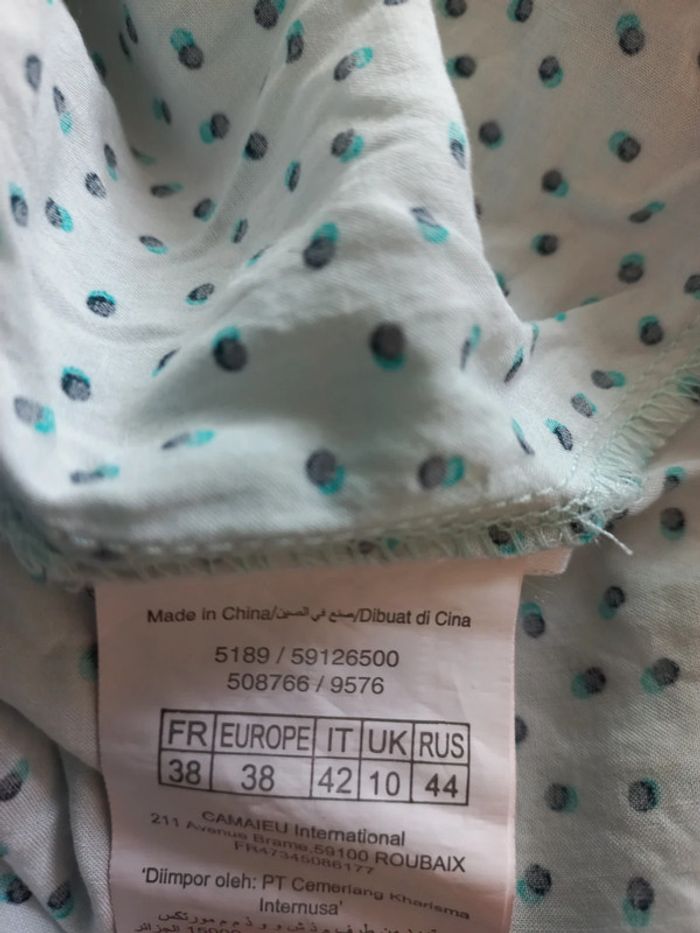 Made in China/صنع في الصين/Dibuat di Cina
5189 / 59126500
508766 / 9576
FR EUROPE IT UK RUS
38 38 42 10 44
CAMAIEU International
211 Avenue Brame.59100 ROUBAIX
FR47345086177
'Diimpor oleh: PT Cemerlang Kharisma
Internusa'